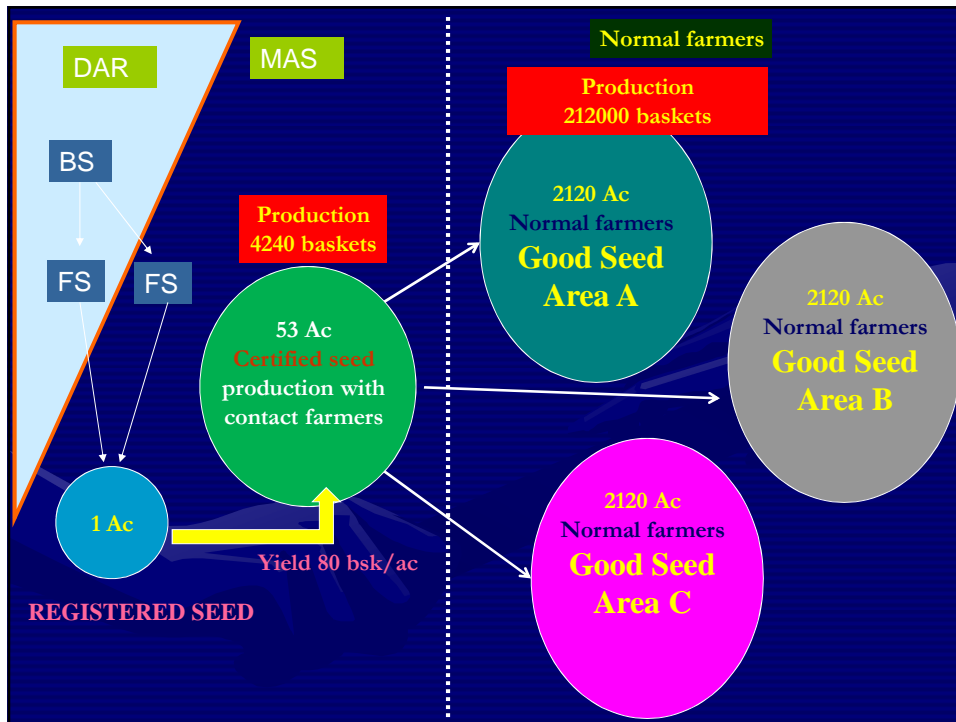 DAR
MAS
Normal farmers
Production
212000 baskets
BS
FS
FS
Production
4240 baskets
53 Ac
Certified seed
production with
contact farmers
2120 Ac
Normal farmers
Good Seed
Area A
2120 Ac
Normal farmers
Good Seed
Area B
1 Ac
Yield 80 bsk/ac
REGISTERED SEED
2120 Ac
Normal farmers
Good Seed
Area C